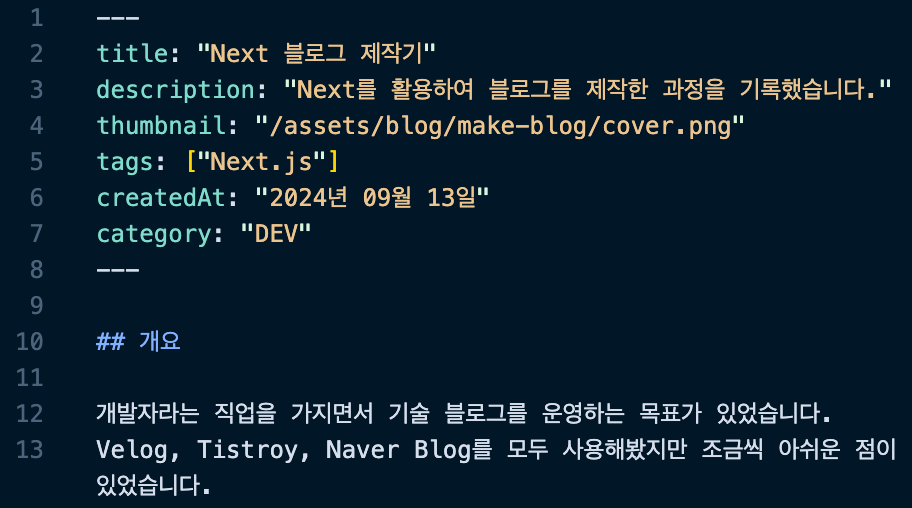 1 ---
2 title: "Next 블로그 제작기"
3 description: "Next를 활용하여 블로그를 제작한 과정을 기록했습니다."
4 thumbnail: "/assets/blog/make-blog/cover.png"
5 tags: ["Next.js"]
6 createdAt: "2024년 09월 13일"
7 category: "DEV"
8 ---
9
10 ## 개요
11
12 개발자라는 직업을 가지면서 기술 블로그를 운영하는 목표가 있었습니다.
13 Velog, Tistroy, Naver Blog를 모두 사용해봤지만 조금씩 아쉬운 점이
있었습니다.